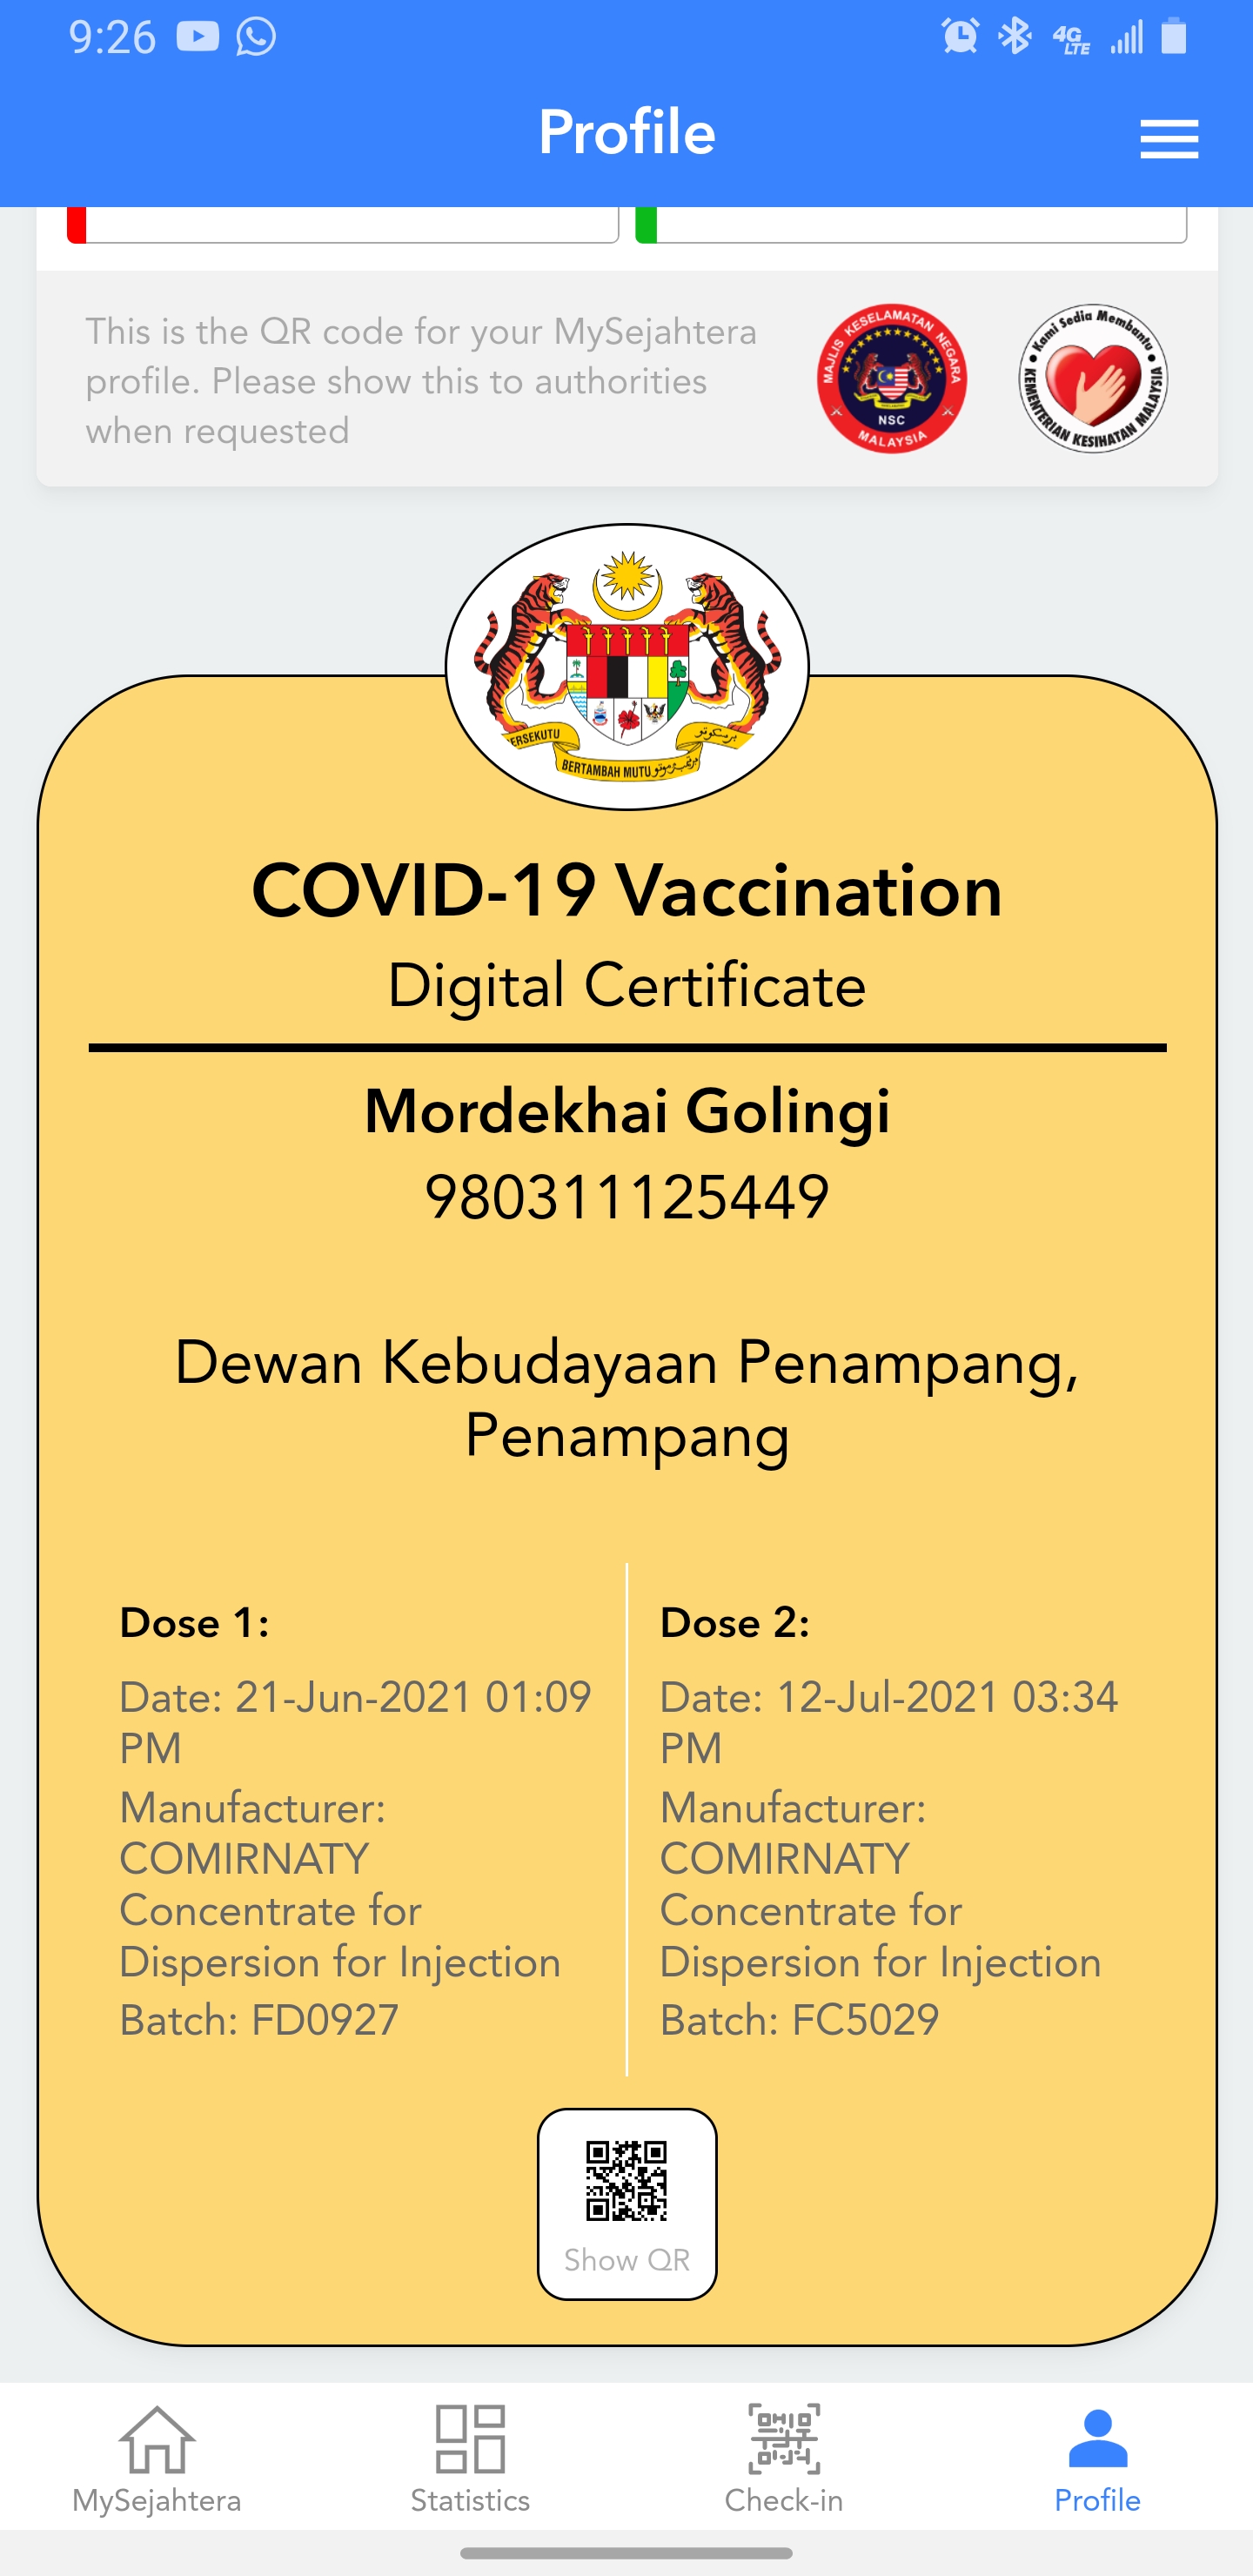 9:26
4G LTE
Profile
This is the QR code for your MySejahtera
profile. Please show this to authorities
when requested
MAJLIS KESELAMATAN NEGARA
NSC
MALAYSIA
Kami Sedia Membantu
KEMENTERIAN KESIHATAN MALAYSIA
ERSEKUTU
BERTAMBAH MUTU
COVID-19 Vaccination
Digital Certificate
Mordekhai Golingi
980311125449
Dewan Kebudayaan Penampang,
Penampang
Dose 1:
Date: 21-Jun-2021 01:09
PM
Manufacturer:
COMIRNATY
Concentrate for
Dispersion for Injection
Batch: FD0927
Dose 2:
Date: 12-Jul-2021 03:34
PM
Manufacturer:
COMIRNATY
Concentrate for
Dispersion for Injection
Batch: FC5029
Show QR
MySejahtera
Statistics
Check-in
Profile